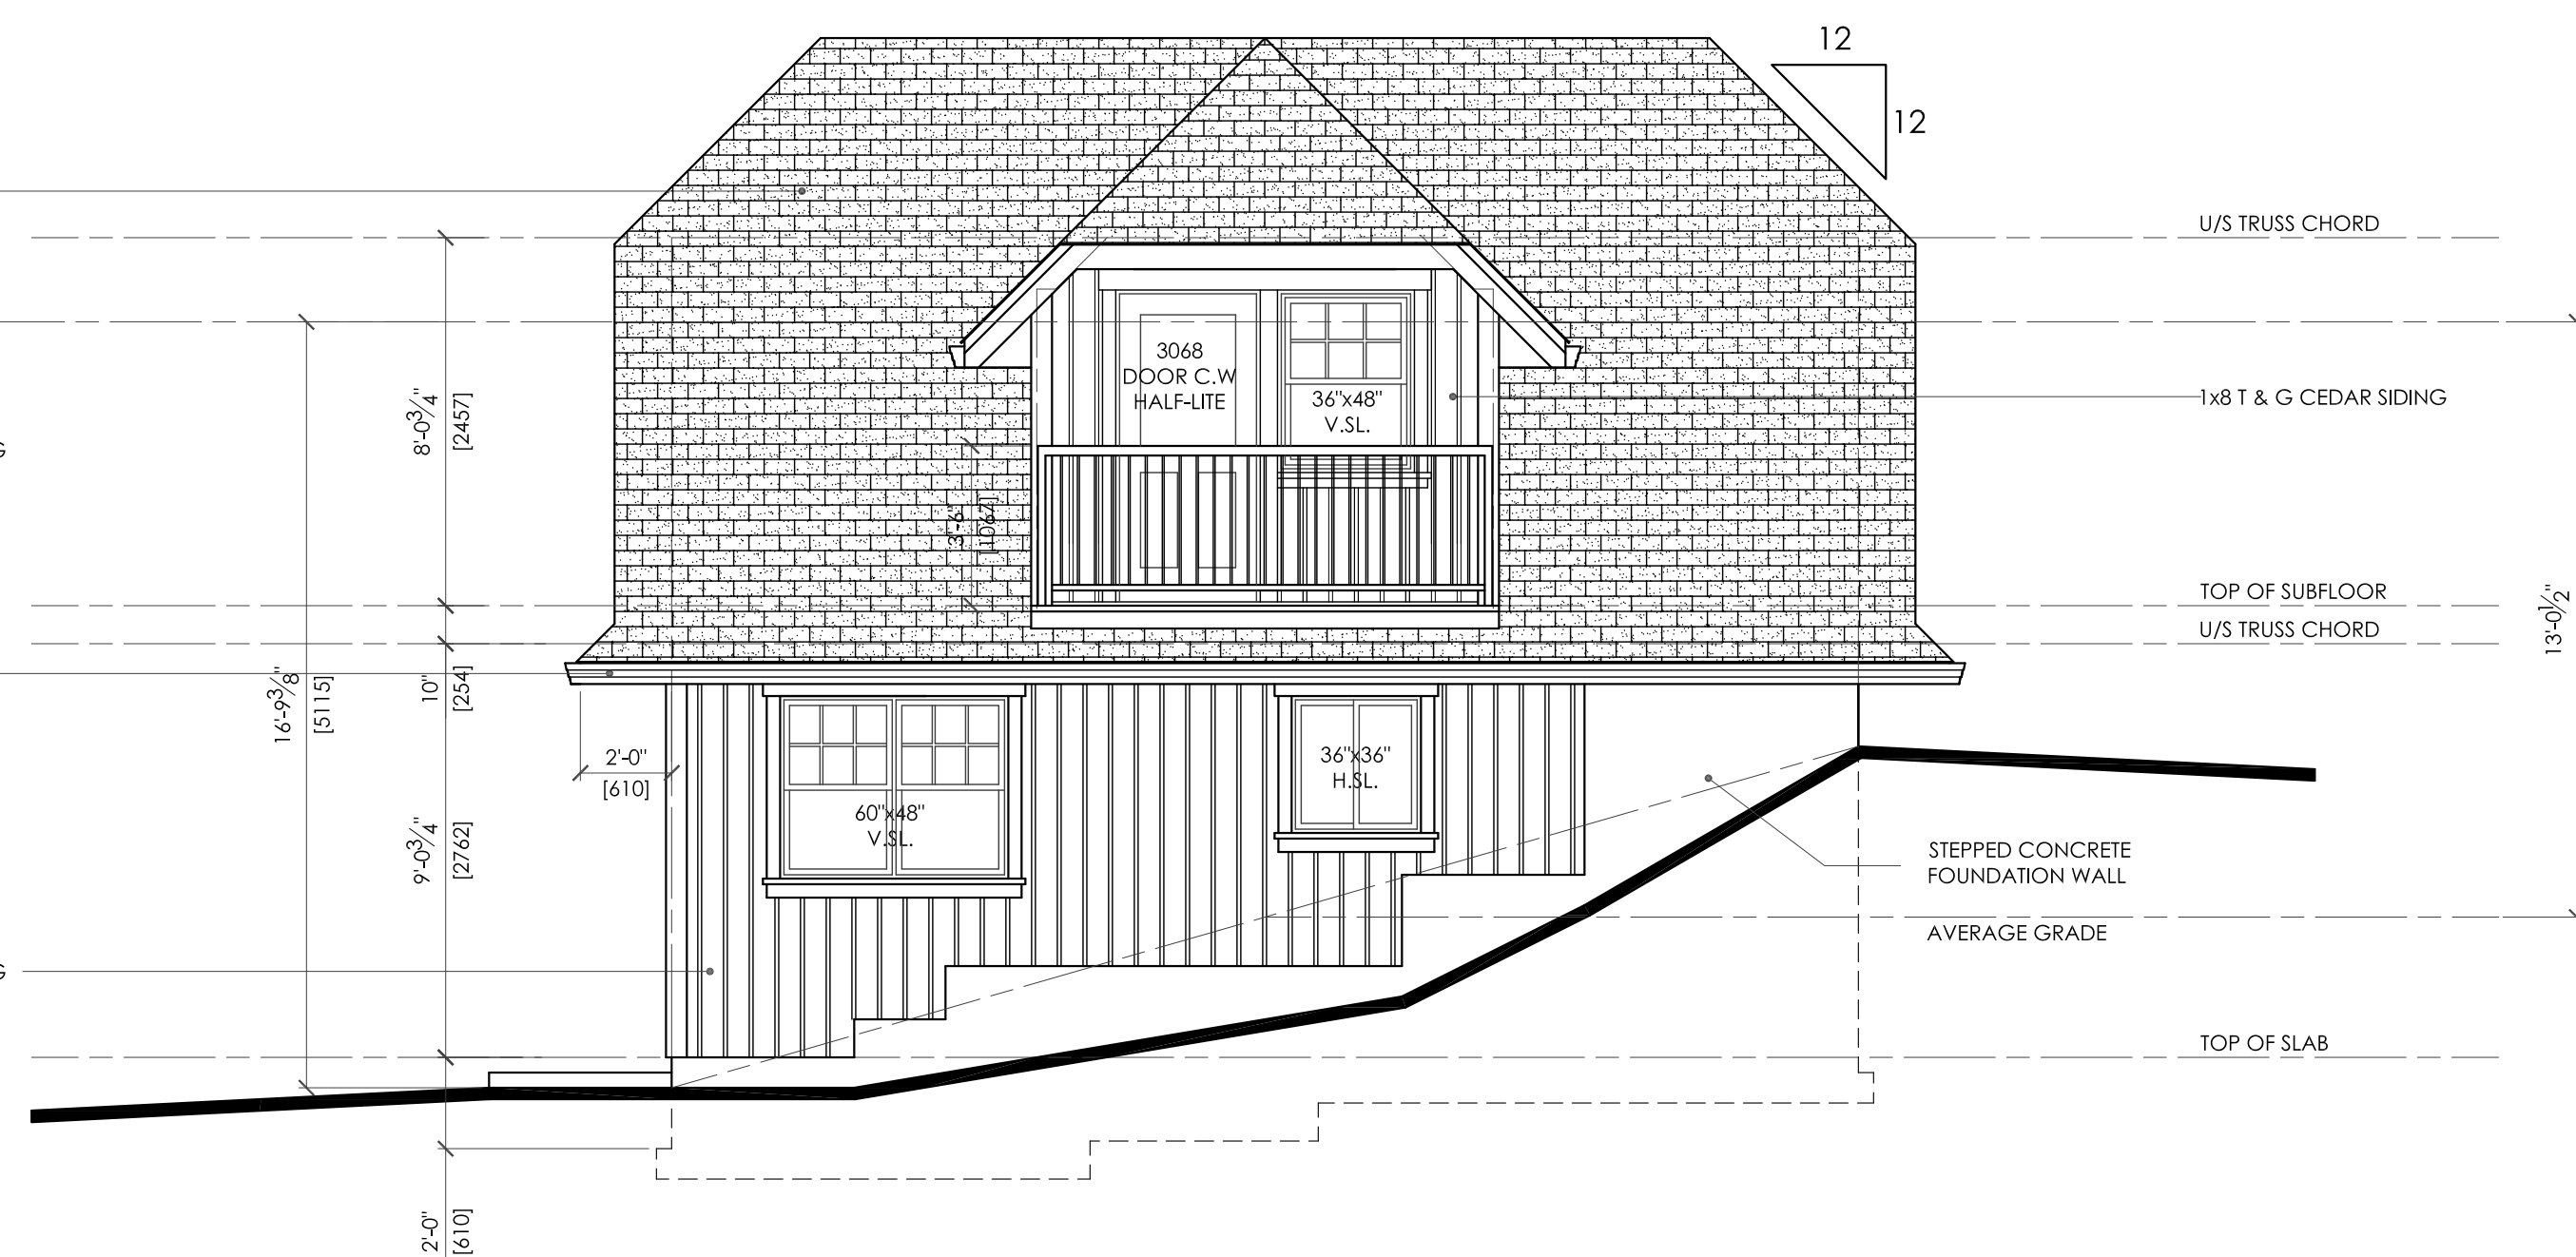 12
12
U/S TRUSS CHORD
1x8 T & G CEDAR SIDING
3068
DOOR C.W
HALF-LITE
36"x48"
V.SL.
8'-0¾"
[2457]
3'-6"
[1067]
TOP OF SUBFLOOR
U/S TRUSS CHORD
13'-0½"
16'-9⅜"
[5115]
10"
[254]
2'-0"
[610]
60"x48"
V.SL.
36"x36"
H.SL.
9'-0¾"
[2762]
STEPPED CONCRETE
FOUNDATION WALL
AVERAGE GRADE
TOP OF SLAB
2'-0"
[610]